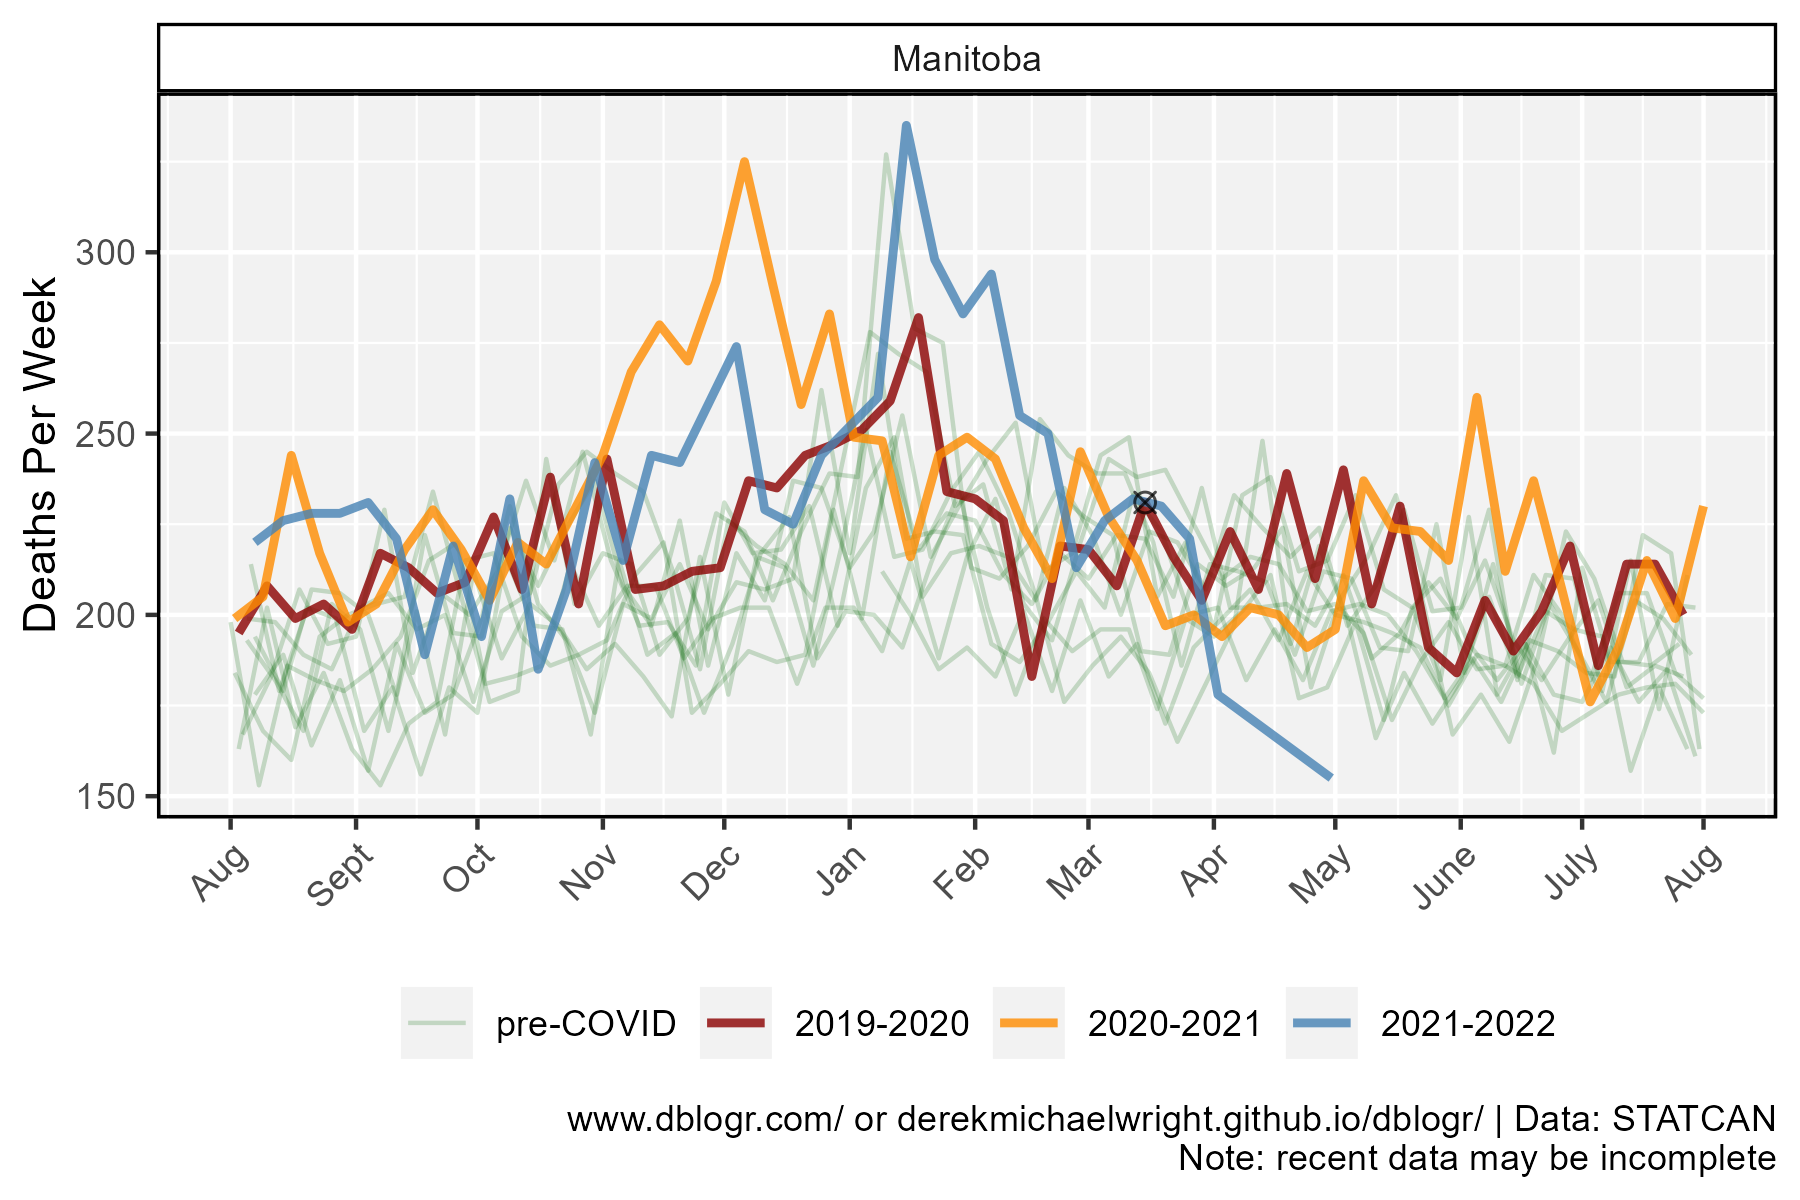 Manitoba
Deaths Per Week
300
250
200
150
Aug
Sept
Oct
Nov
Dec
Jan
Feb
Mar
Apr
May
June
July
Aug
pre-COVID
2019-2020
2020-2021
2021-2022
www.dblogr.com/ or derekmichaelwright.github.io/dblogr/ | Data: STATCAN
Note: recent data may be incomplete